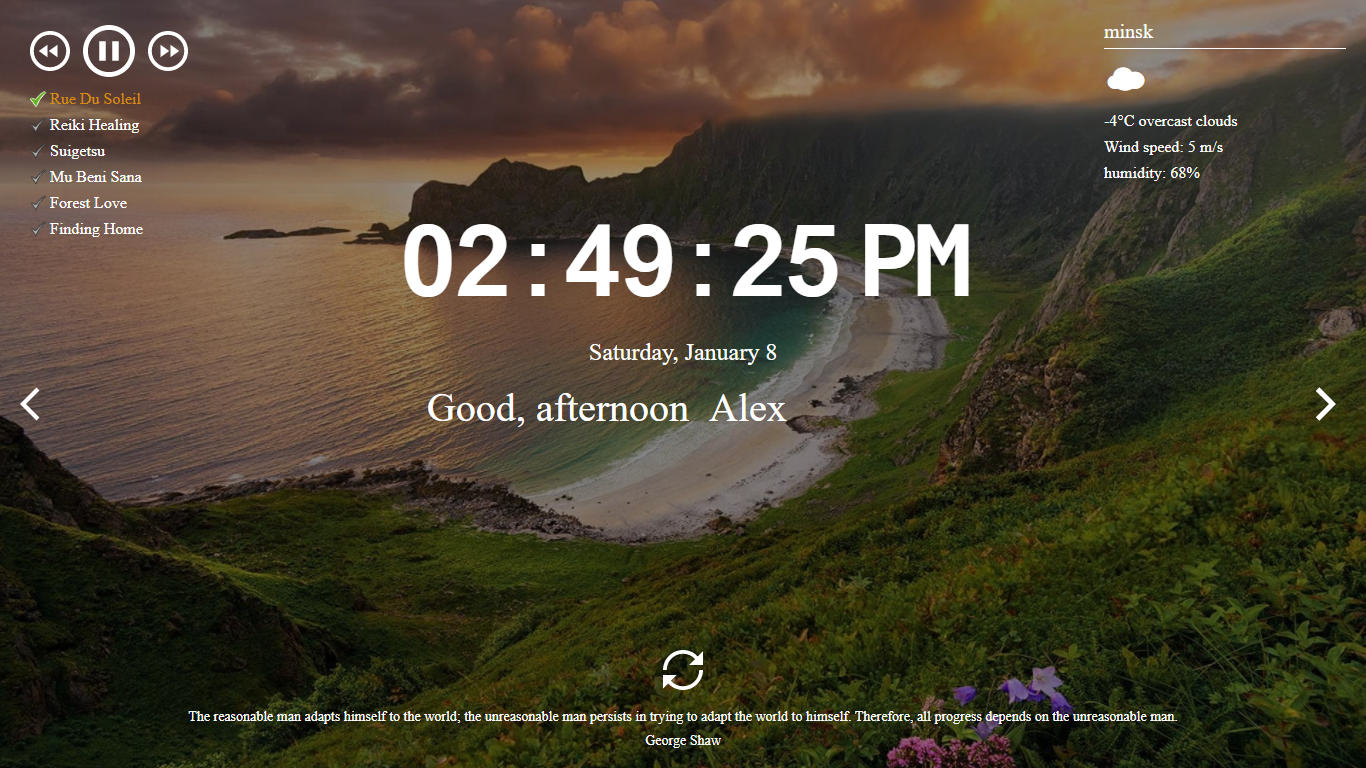 Rue Du Soleil
Reiki Healing
Suigetsu
Mu Beni Sana
Forest Love
Finding Home
minsk
-4°C overcast clouds
Wind speed: 5 m/s
humidity: 68%
02:49:25 PM
Saturday, January 8
Good, afternoon Alex
The reasonable man adapts himself to the world; the unreasonable man persists in trying to adapt the world to himself. Therefore, all progress depends on the unreasonable man.
George Shaw